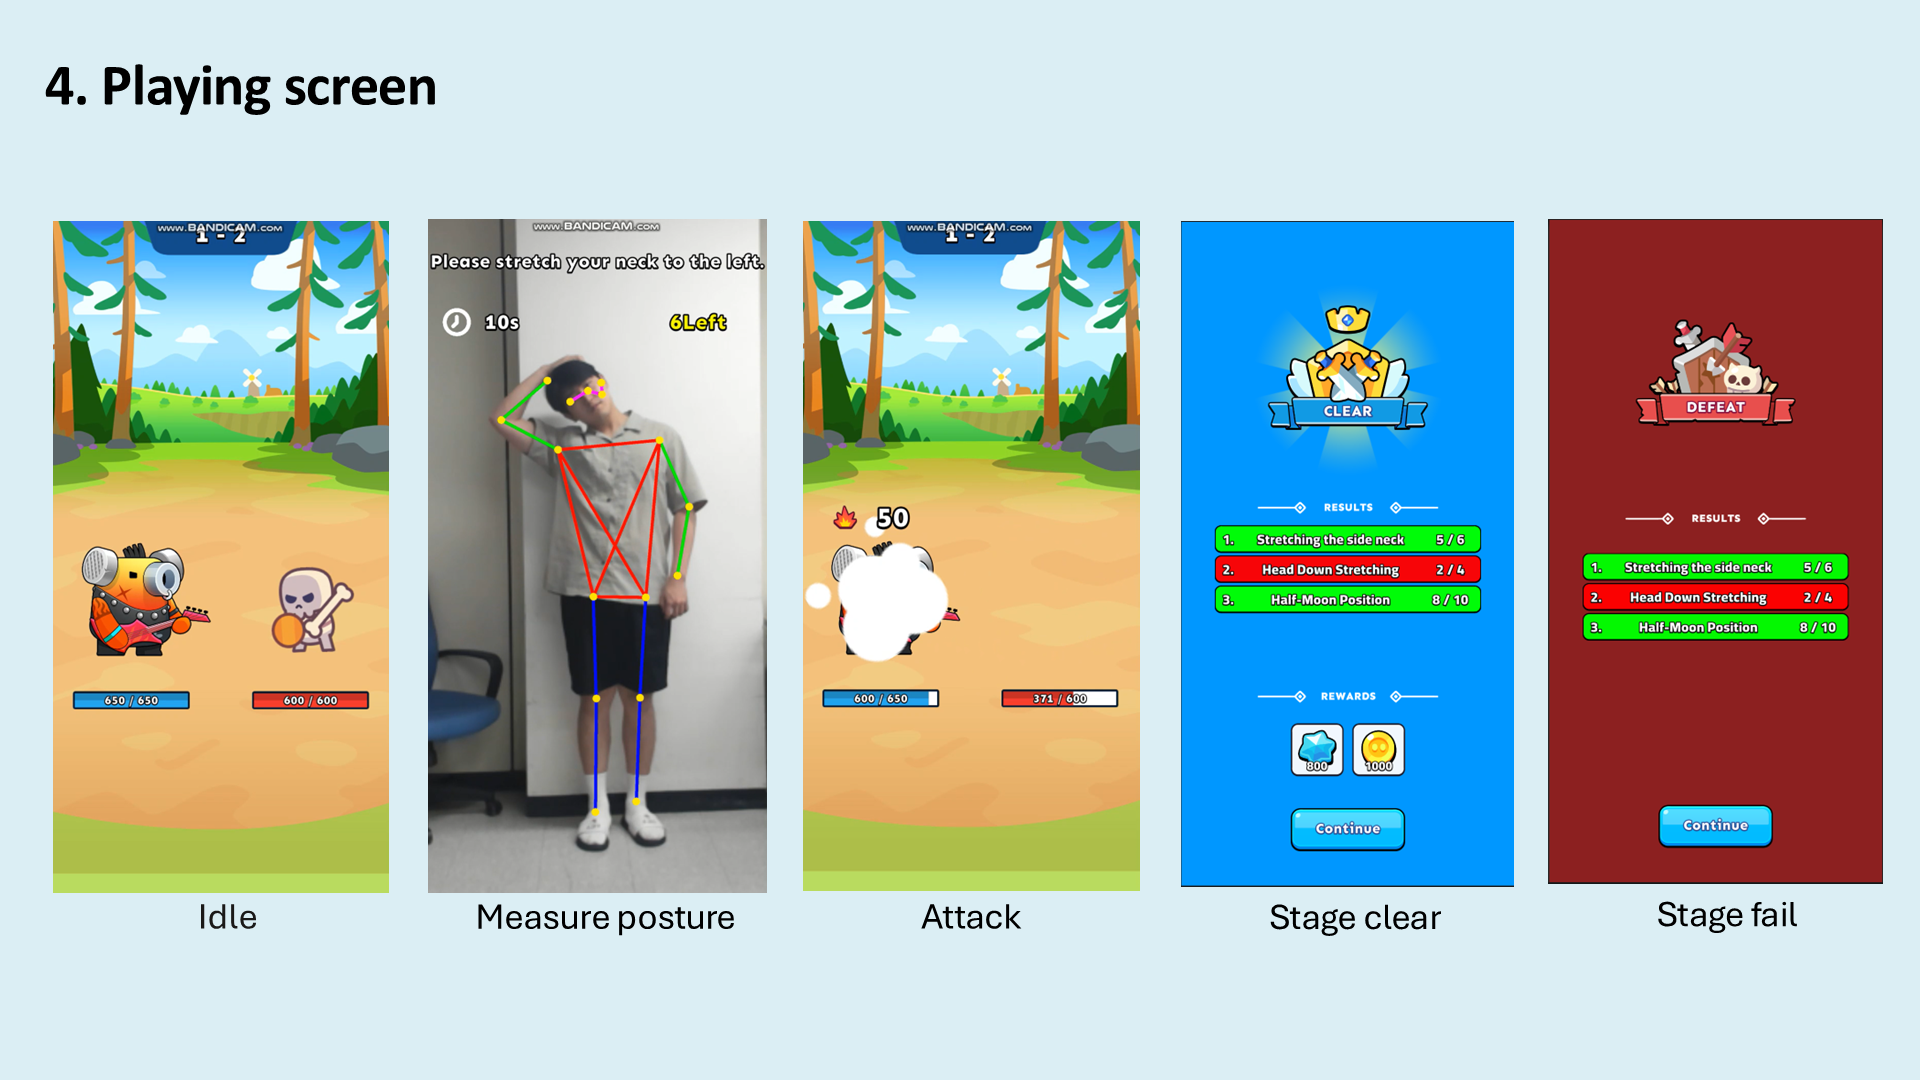 4. Playing screen
www.BANDICAM.com
1 - 2
650 / 650
600 / 600
Idle
www.BANDICAM.com
Please stretch your neck to the left.
10s
6Left
Measure posture
www.BANDICAM.com
1 - 2
50
600 / 650
371 / 600
Attack
CLEAR
RESULTS
1. Stretching the side neck 5 / 6
2. Head Down Stretching 2 / 4
3. Half-Moon Position 8 / 10
REWARDS
800
1000
Continue
Stage clear
DEFEAT
RESULTS
1. Stretching the side neck 5 / 6
2. Head Down Stretching 2 / 4
3. Half-Moon Position 8 / 10
Continue
Stage fail